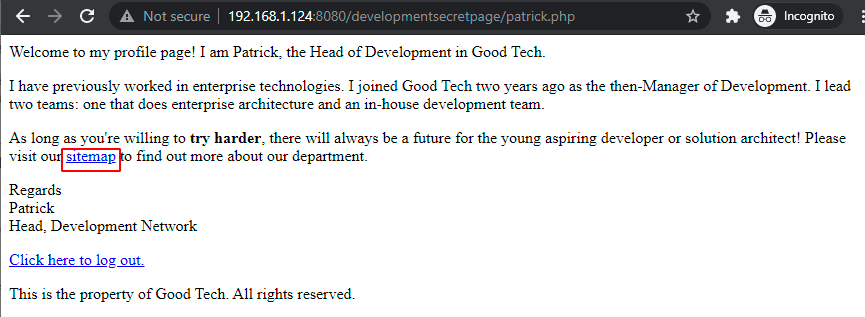 Not secure | 192.168.1.124:8080/developmentsecretpage/patrick.php
Incognito
Welcome to my profile page! I am Patrick, the Head of Development in Good Tech.
I have previously worked in enterprise technologies. I joined Good Tech two years ago as the then-Manager of Development. I lead
two teams: one that does enterprise architecture and an in-house development team.
As long as you're willing to try harder, there will always be a future for the young aspiring developer or solution architect! Please
visit our sitemap to find out more about our department.
Regards
Patrick
Head, Development Network
Click here to log out.
This is the property of Good Tech. All rights reserved.